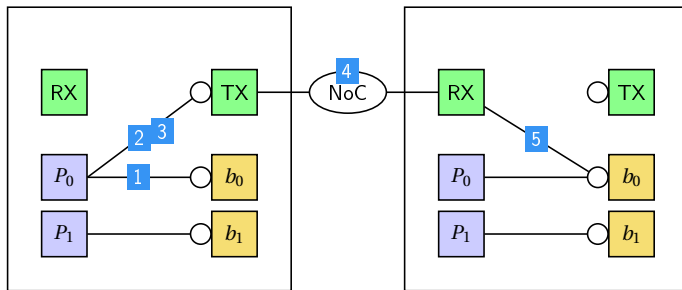 4
RX TX NoC RX TX
2 3 5
P0 1 b0 P0 b0
P1 b1 P1 b1